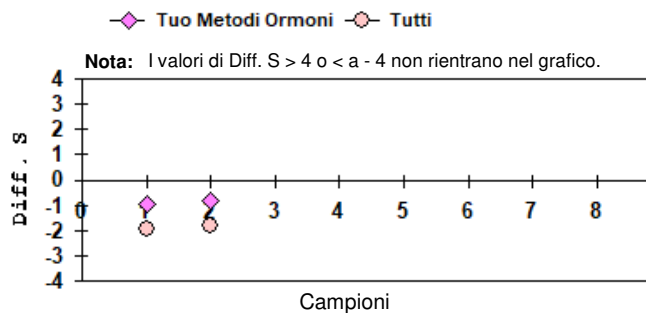 Tuo Metodi Ormoni Tutti
Nota: I valori di Diff. S > 4 o < a - 4 non rientrano nel grafico.
4
3
2
1
0
-1
-2
-3
-4
Diff. S
0 1 2 3 4 5 6 7 8
Campioni